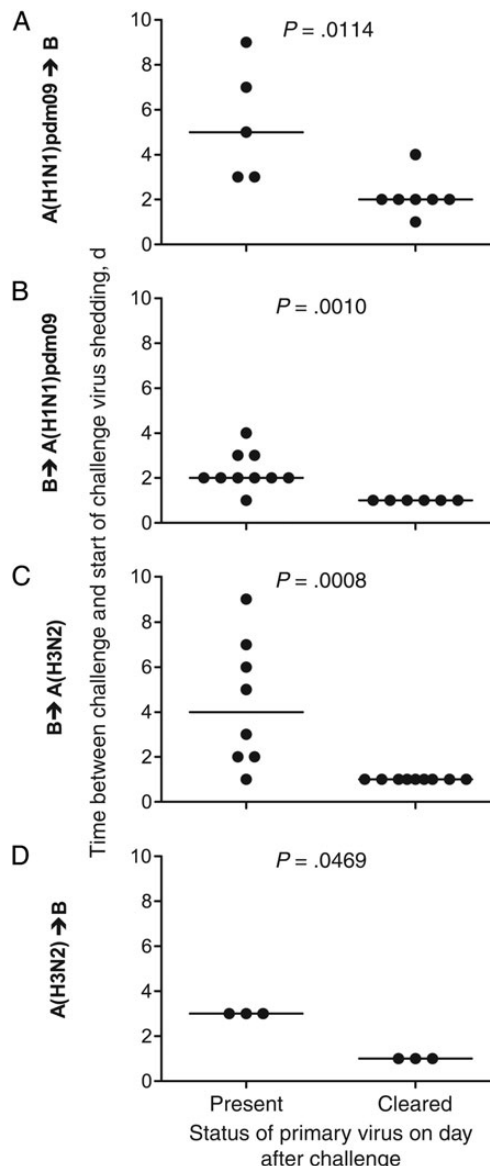 A
A(H1N1)pdm09 → B
P = .0114
10
8
6
4
2
0
B
B→ A(H1N1)pdm09
P = .0010
10
8
6
4
2
0
Time between challenge and start of challenge virus shedding, d
C
B→ A(H3N2)
P = .0008
10
8
6
4
2
0
D
A(H3N2) →B
P = .0469
10
8
6
4
2
0
Present Cleared
Status of primary virus on day
after challenge